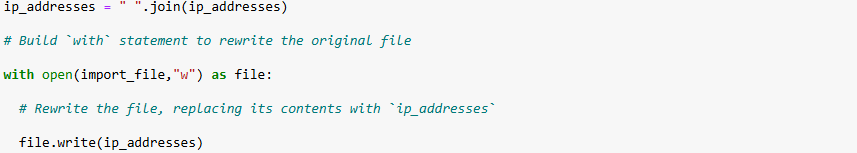 ip_addresses = " ".join(ip_addresses)
# Build `with` statement to rewrite the original file
with open(import_file,"w") as file:
# Rewrite the file, replacing its contents with `ip_addresses`
file.write(ip_addresses)